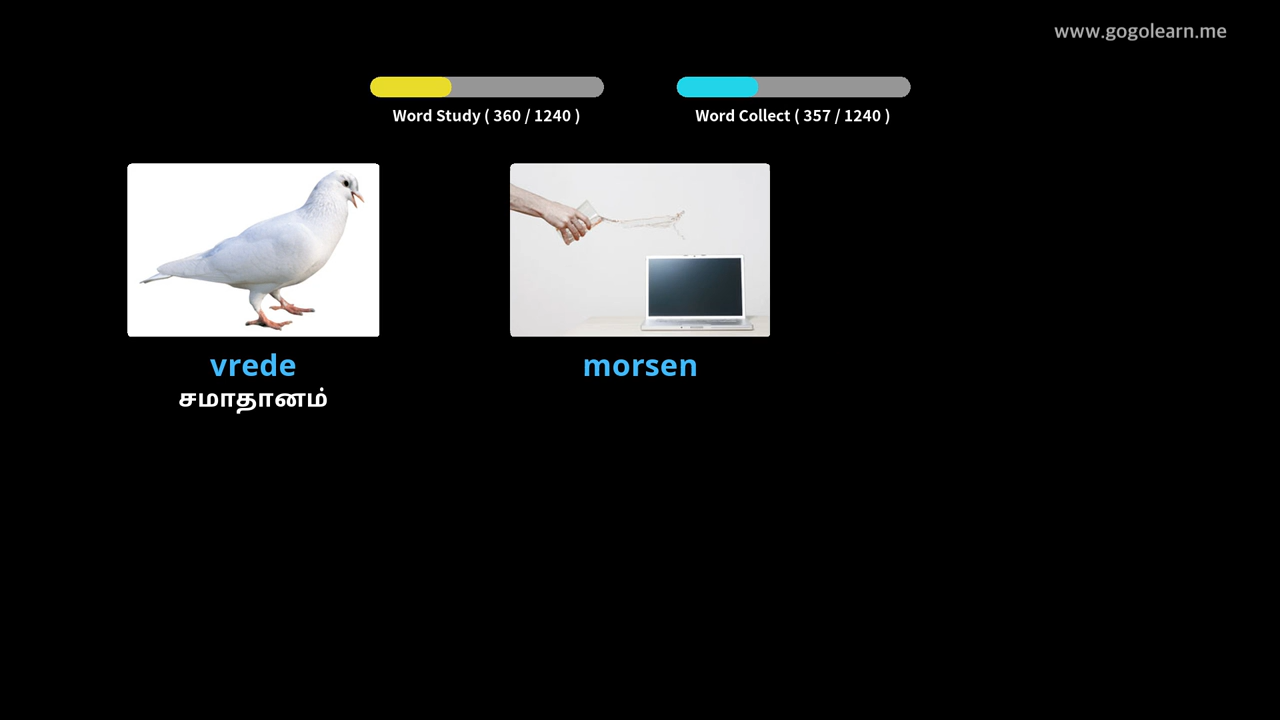 www.gogolearn.me
Word Study ( 360 / 1240 )
Word Collect ( 357 / 1240 )
vrede
சமாதானம்
morsen